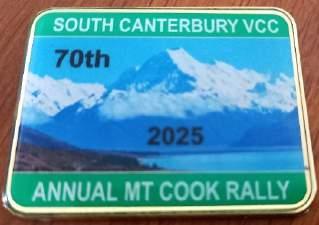 SOUTH CANTERBURY VCC
70th
2025
ANNUAL MT COOK RALLY